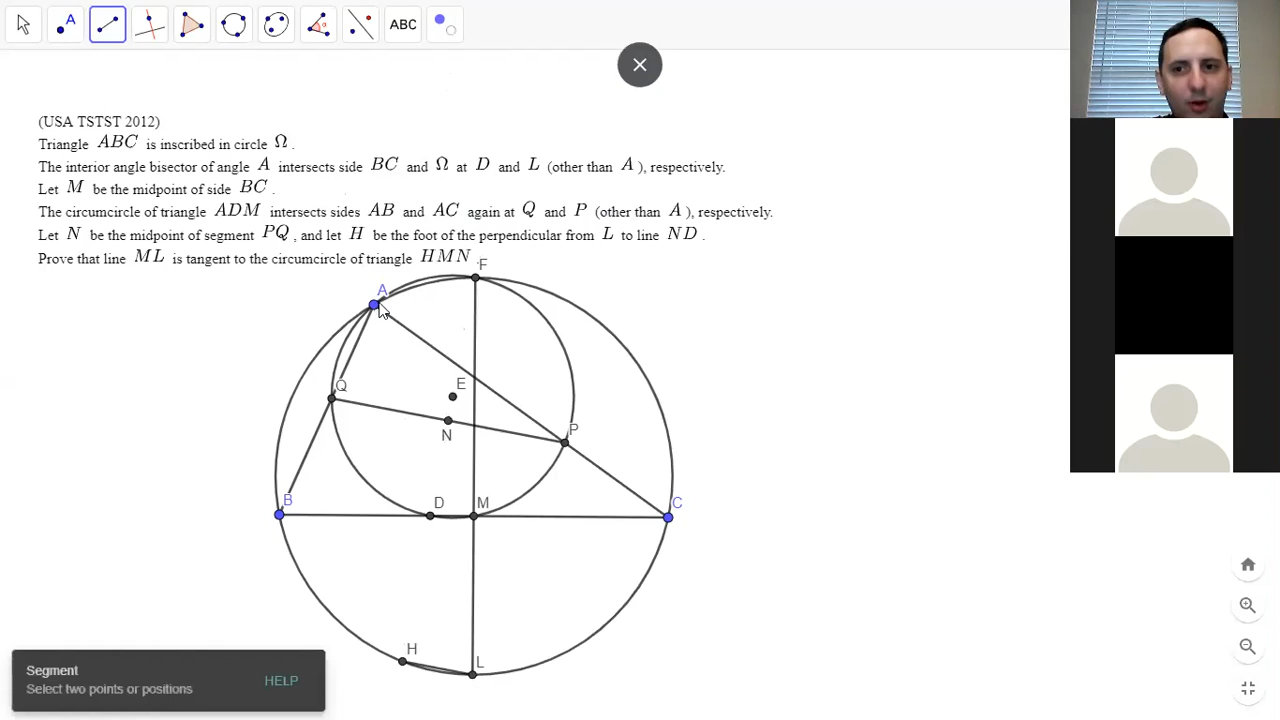 A
ABC
(USA TSTST 2012)
Triangle ABC is inscribed in circle Ω .
The interior angle bisector of angle A intersects side BC and Ω at D and L (other than A ), respectively.
Let M be the midpoint of side BC .
The circumcircle of triangle ADM intersects sides AB and AC again at Q and P (other than A ), respectively.
Let N be the midpoint of segment PQ , and let H be the foot of the perpendicular from L to line ND .
Prove that line ML is tangent to the circumcircle of triangle HMN .
F
A
Q
E
N
P
B
D
M
C
H
L
Segment
Select two points or positions
HELP